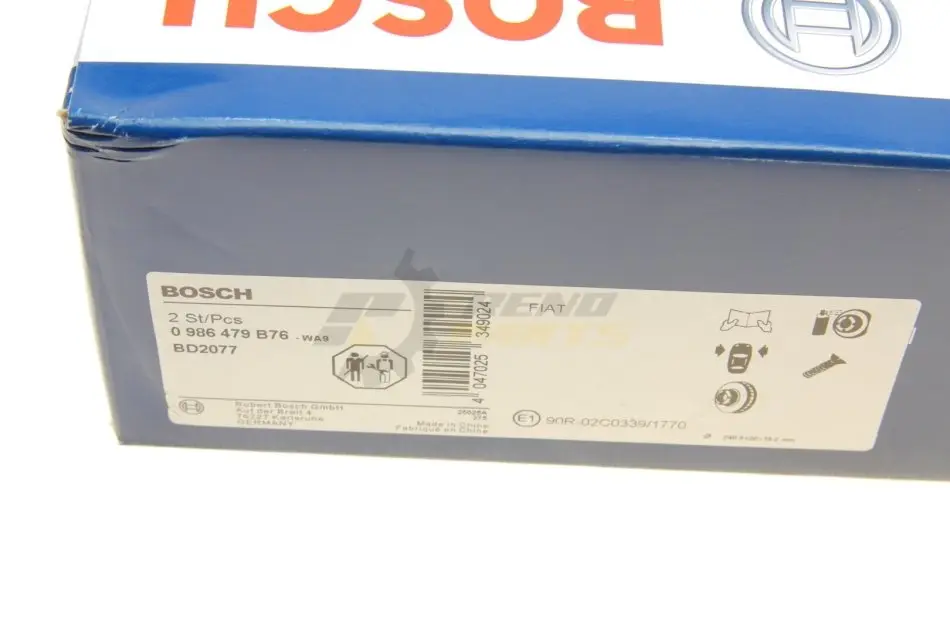 BOSCH
BOSCH
2 St/Pcs
0 986 479 B76 - WA9
BD2077
FIAT
4 047025 349024
Robert Bosch GmbH
Auf der Breit 4
76227 Karlsruhe
GERMANY
Made in China
Fabriqué en Chine
E1 90R-02C0339/1770